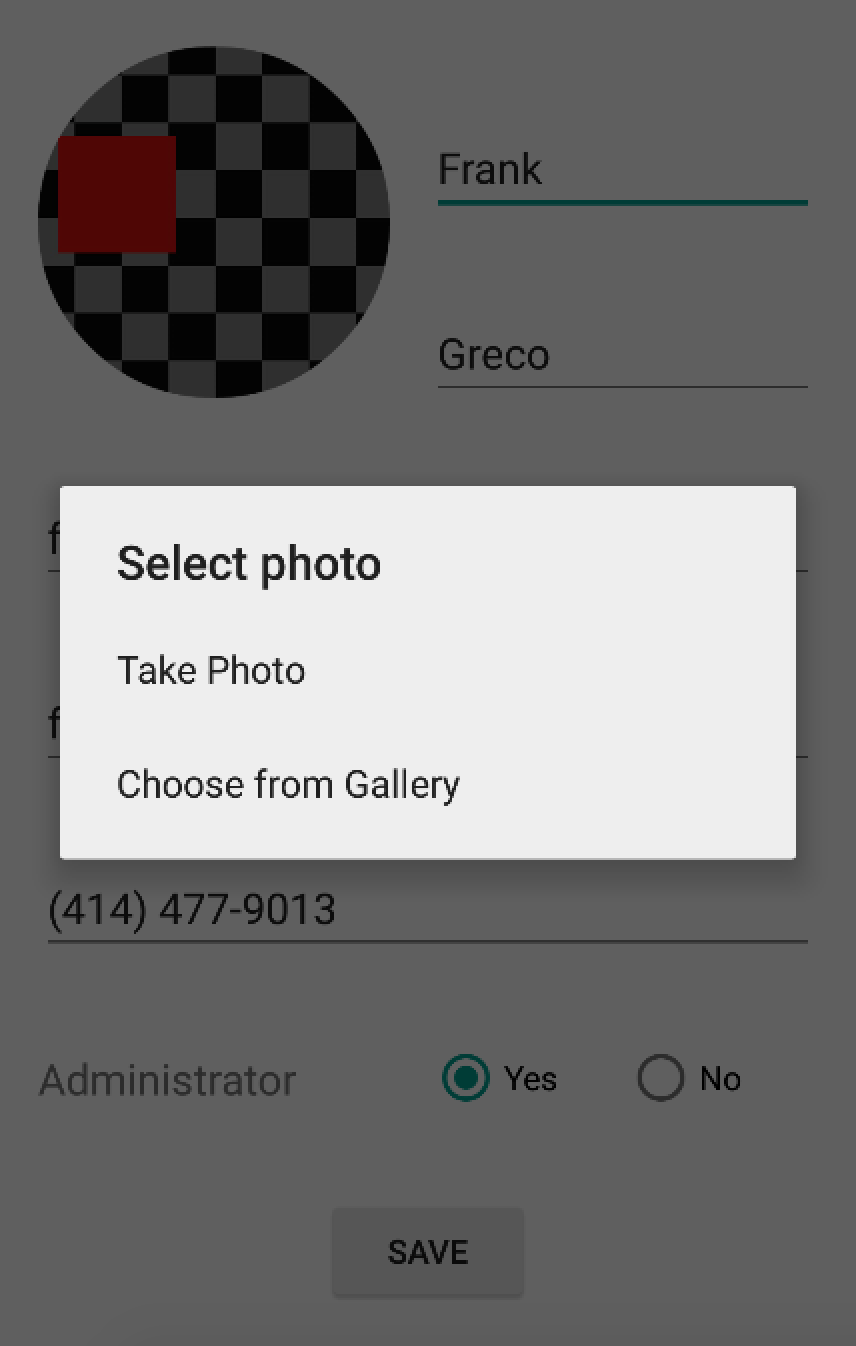 Frank
Greco
f
Select photo
Take Photo
f
Choose from Gallery
(414) 477-9013
Administrator
Yes
No
SAVE